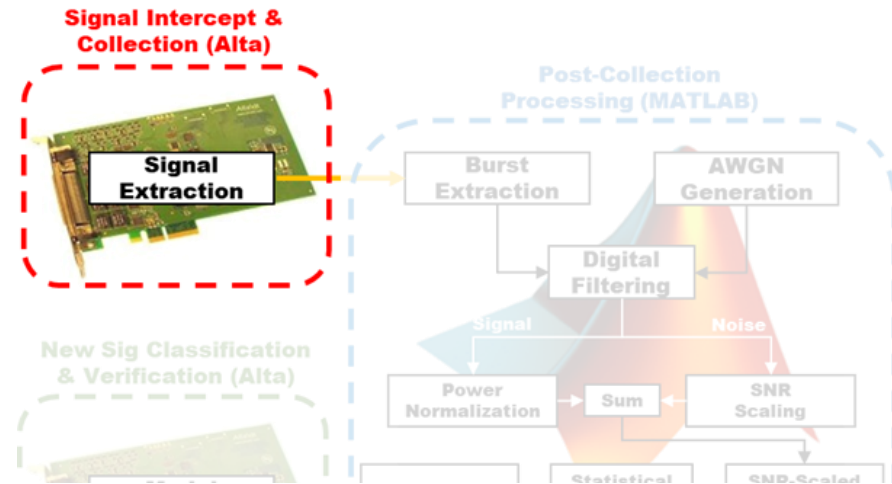 Signal Intercept &
Collection (Alta)
Signal
Extraction
Post-Collection
Processing (MATLAB)
Burst
Extraction
AWGN
Generation
Digital
Filtering
Signal
Noise
Power
Normalization
Sum
SNR
Scaling
New Sig Classification
& Verification (Alta)
Statistical
SNR-Scaled